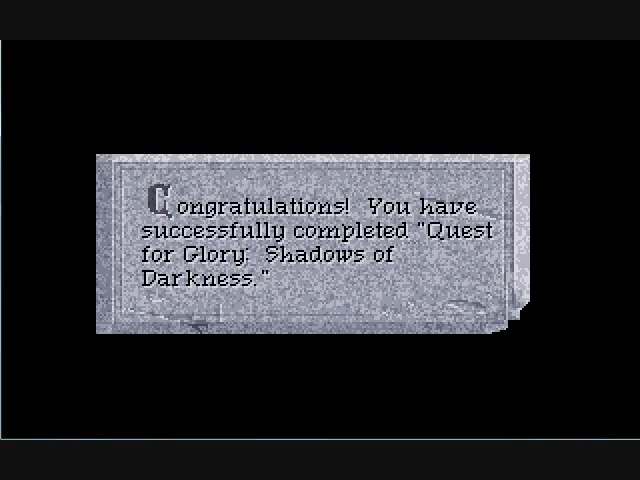 Congratulations!  You have
successfully completed "Quest
for Glory:  Shadows of
Darkness."